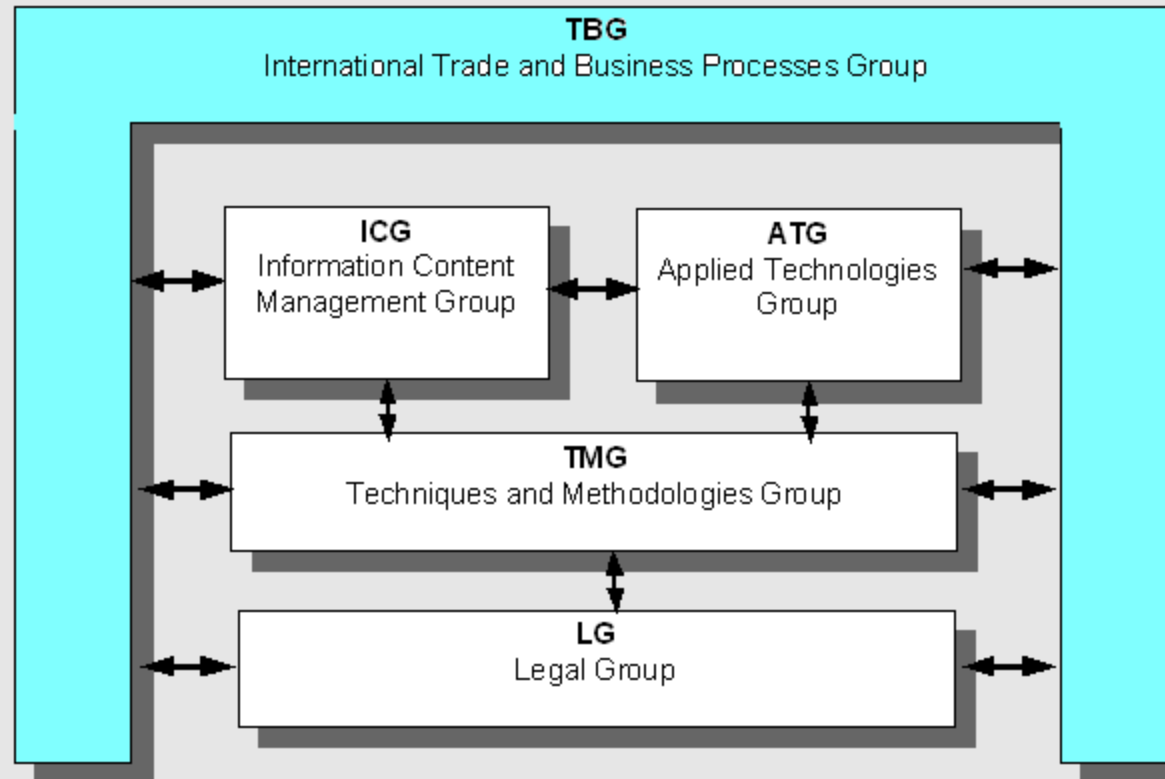 TBG
International Trade and Business Processes Group
ICG
Information Content
Management Group
ATG
Applied Technologies
Group
TMG
Techniques and Methodologies Group
LG
Legal Group